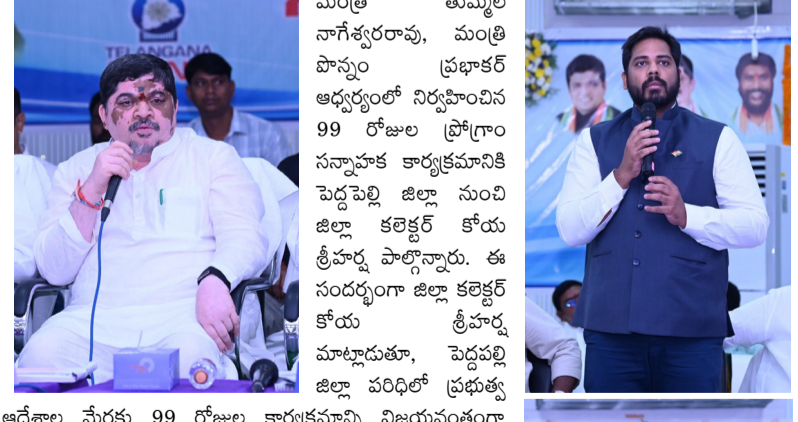 TELANGANA
మంత్రి తుమ్మల
నాగేశ్వరరావు, మంత్రి
పొన్నం ప్రభాకర్
ఆధ్వర్యంలో నిర్వహించిన
99 రోజుల ప్రోగ్రాం
సన్నాహక కార్యక్రమానికి
పెద్దపెల్లి జిల్లా నుంచి
జిల్లా కలెక్టర్ కోయ
శ్రీహర్ష పాల్గొన్నారు. ఈ
సందర్భంగా జిల్లా కలెక్టర్
కోయ శ్రీహర్ష
మాట్లాడుతూ, పెద్దపల్లి
జిల్లా పరిధిలో ప్రభుత్వ
ఆదేశాల మేరకు 99 రోజుల కార్యక్రమాన్ని విజయవంతంగా